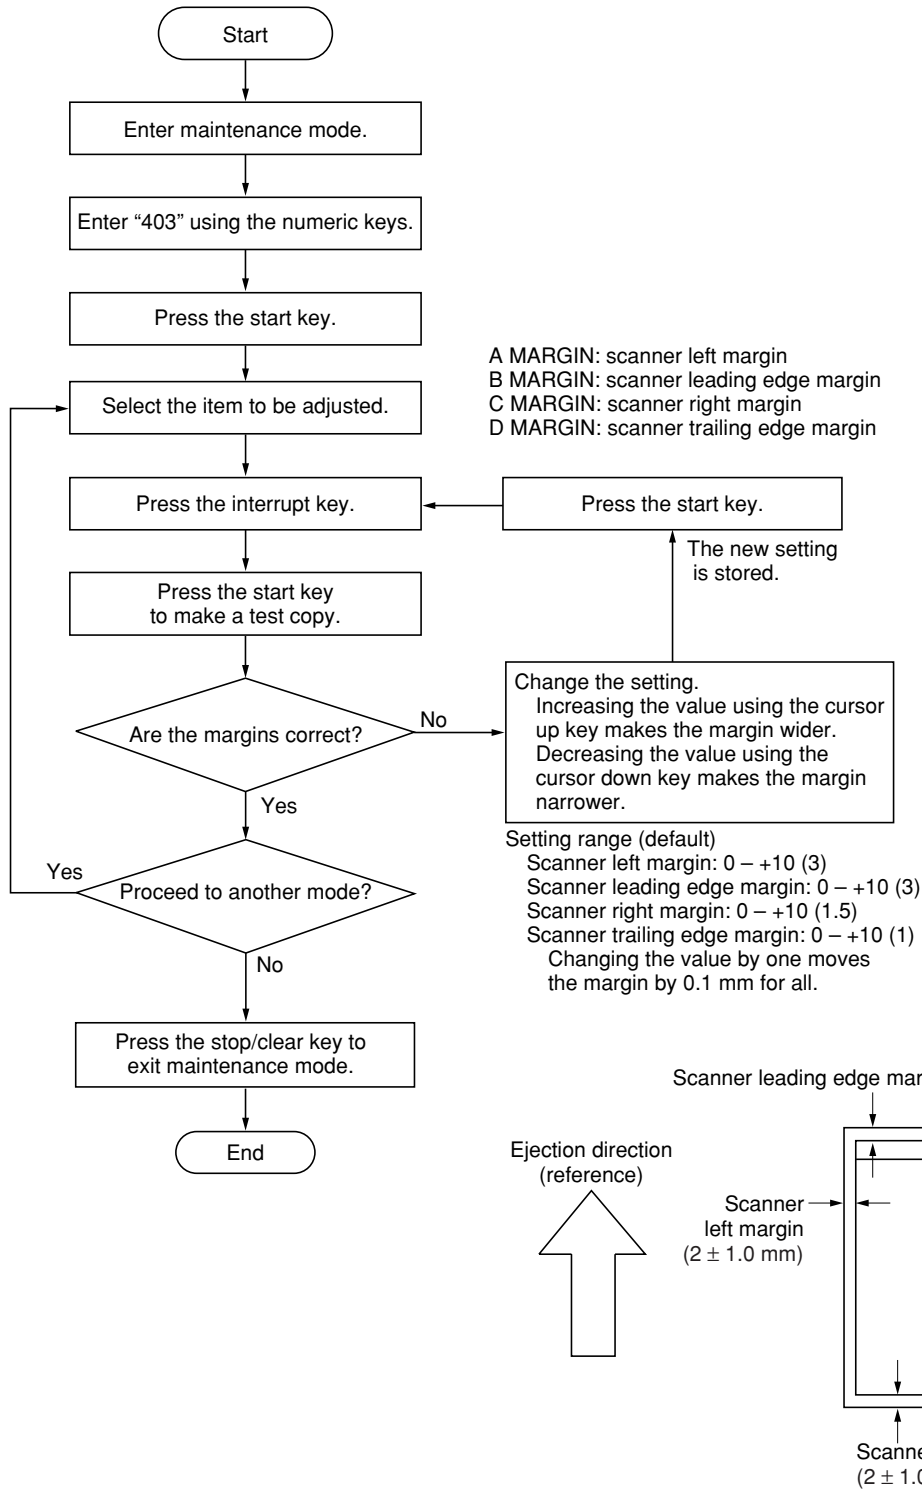 Start
Enter maintenance mode.
Enter “403” using the numeric keys.
Press the start key.
A MARGIN: scanner left margin
B MARGIN: scanner leading edge margin
C MARGIN: scanner right margin
D MARGIN: scanner trailing edge margin
Select the item to be adjusted.
Press the interrupt key.
Press the start key.
The new setting
is stored.
Press the start key
to make a test copy.
Change the setting.
Increasing the value using the cursor
up key makes the margin wider.
Decreasing the value using the
cursor down key makes the margin
narrower.
Are the margins correct?
No
Yes
Setting range (default)
Scanner left margin: 0 – +10 (3)
Scanner leading edge margin: 0 – +10 (3)
Scanner right margin: 0 – +10 (1.5)
Scanner trailing edge margin: 0 – +10 (1)
Changing the value by one moves
the margin by 0.1 mm for all.
Yes
Proceed to another mode?
No
Press the stop/clear key to
exit maintenance mode.
End
Scanner leading edge
Ejection direction
(reference)
Scanner
left margin
(2 ± 1.0 mm)
(2 ± 1.0